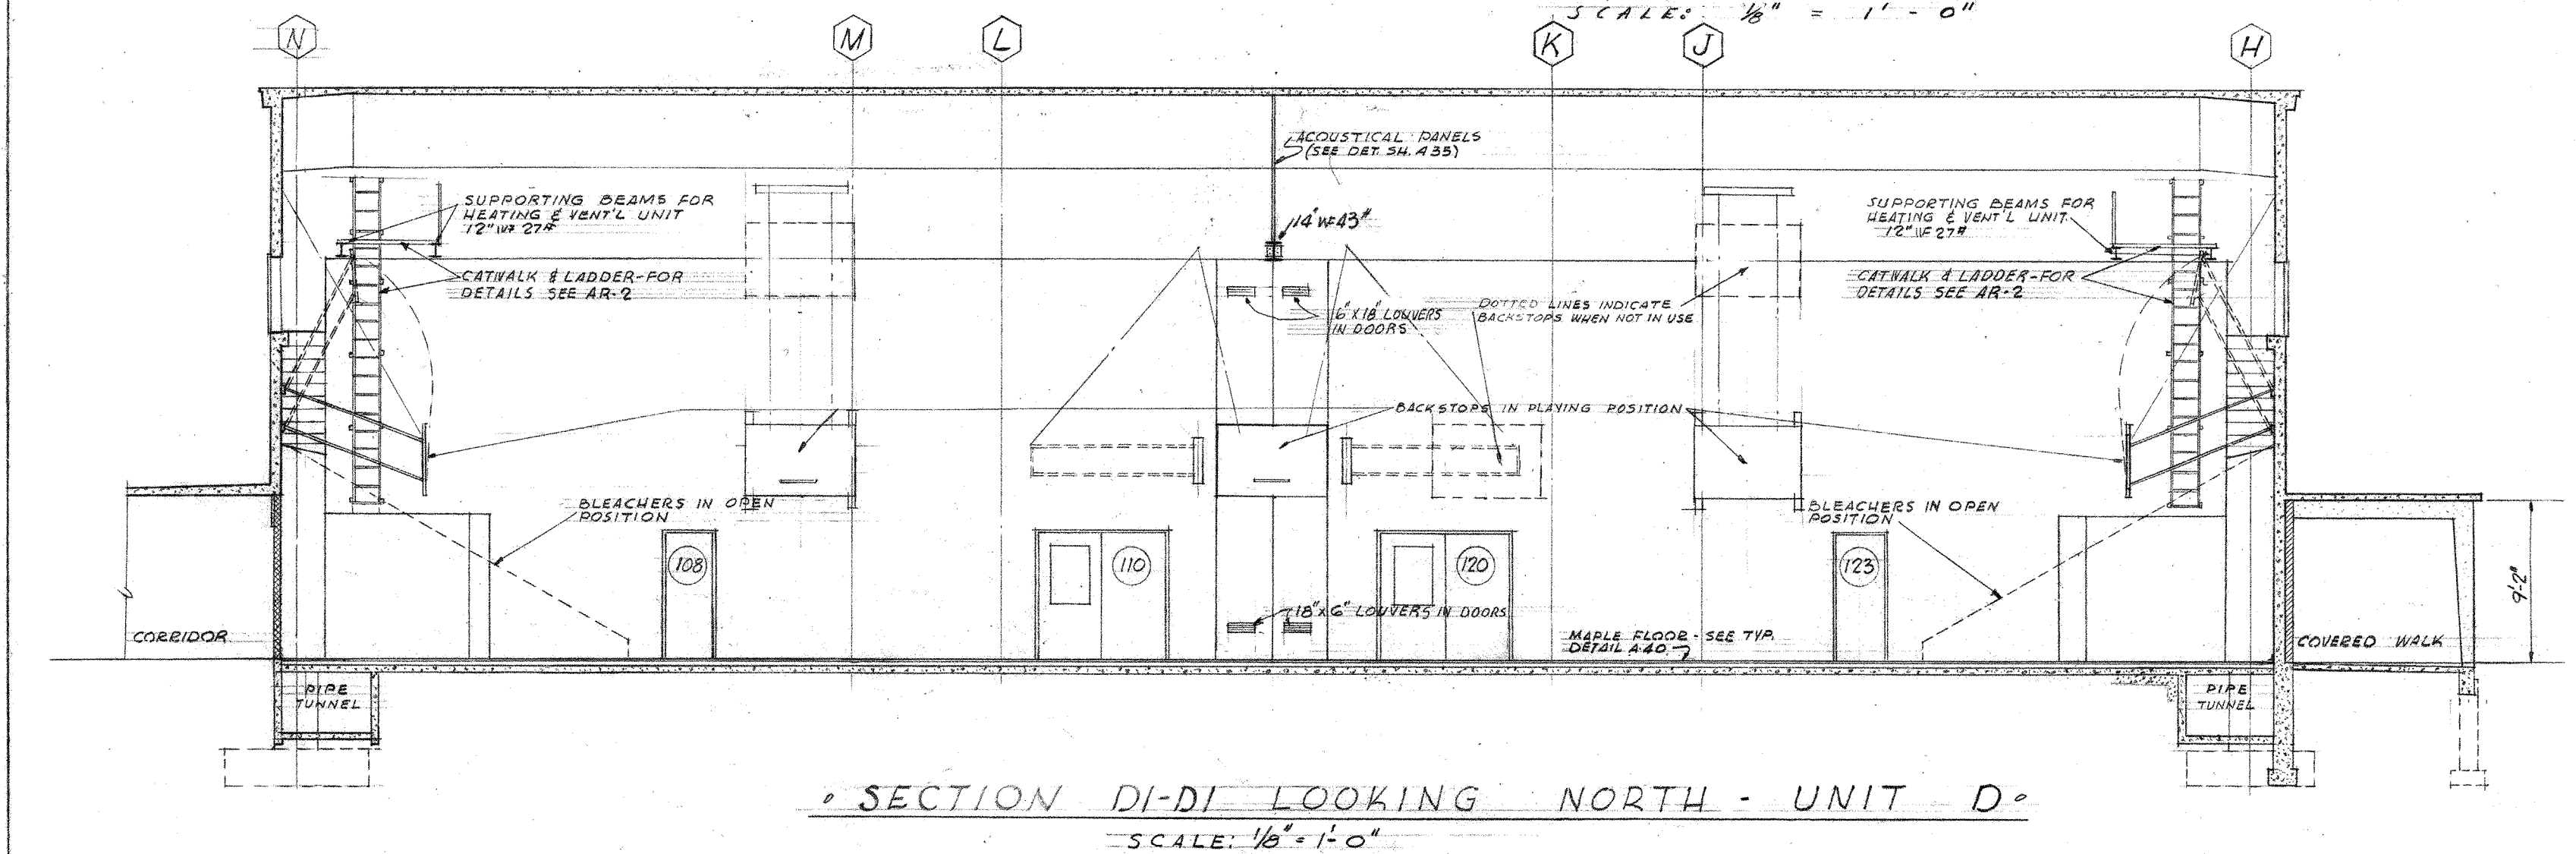 SCALE: 1/8" = 1' - 0"
N
M
L
K
J
H
ACOUSTICAL PANELS
(SEE DET. SH. A35)
SUPPORTING BEAMS FOR
HEATING & VENT'L UNIT
12" WF 27#
14" WF 43#
SUPPORTING BEAMS FOR
HEATING & VENT'L UNIT
12" WF 27#
CATWALK & LADDER-FOR
DETAILS SEE AR-2
6" X 18" LOUVERS
IN DOORS
DOTTED LINES INDICATE
BACKSTOPS WHEN NOT IN USE
CATWALK & LADDER-FOR
DETAILS SEE AR-2
BACKSTOPS IN PLAYING POSITION
BLEACHERS IN OPEN
POSITION
BLEACHERS IN OPEN
POSITION
108
110
120
123
18" X 6" LOUVERS IN DOORS
9'-2"
CORRIDOR
MAPLE FLOOR - SEE TYP.
DETAIL A40
COVERED WALK
PIPE
TUNNEL
PIPE
TUNNEL
SECTION D1-D1 LOOKING NORTH - UNIT D
SCALE: 1/8" = 1'-0"